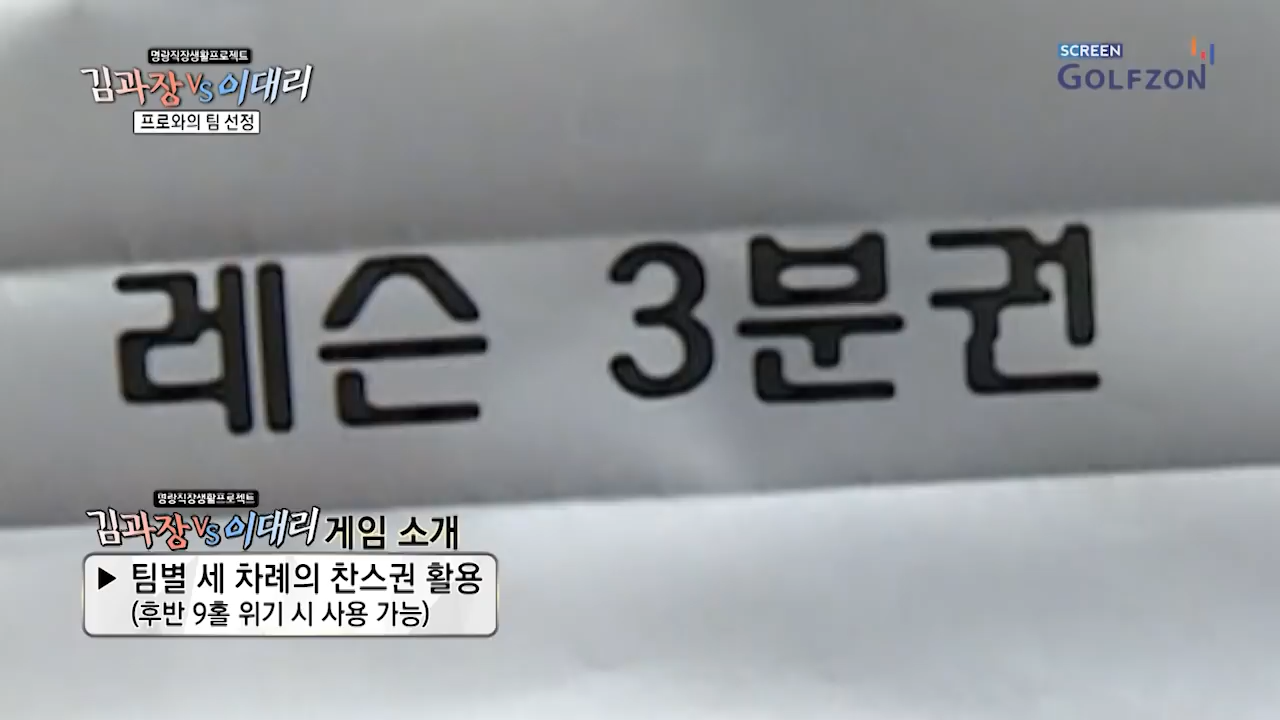 명랑직장생활프로젝트
김과장 VS 이대리
프로와의 팀 선정
SCREEN
GOLFZON
레슨 3분권
명랑직장생활프로젝트
김과장 VS 이대리 게임 소개
▶ 팀별 세 차례의 찬스권 활용
(후반 9홀 위기 시 사용 가능)